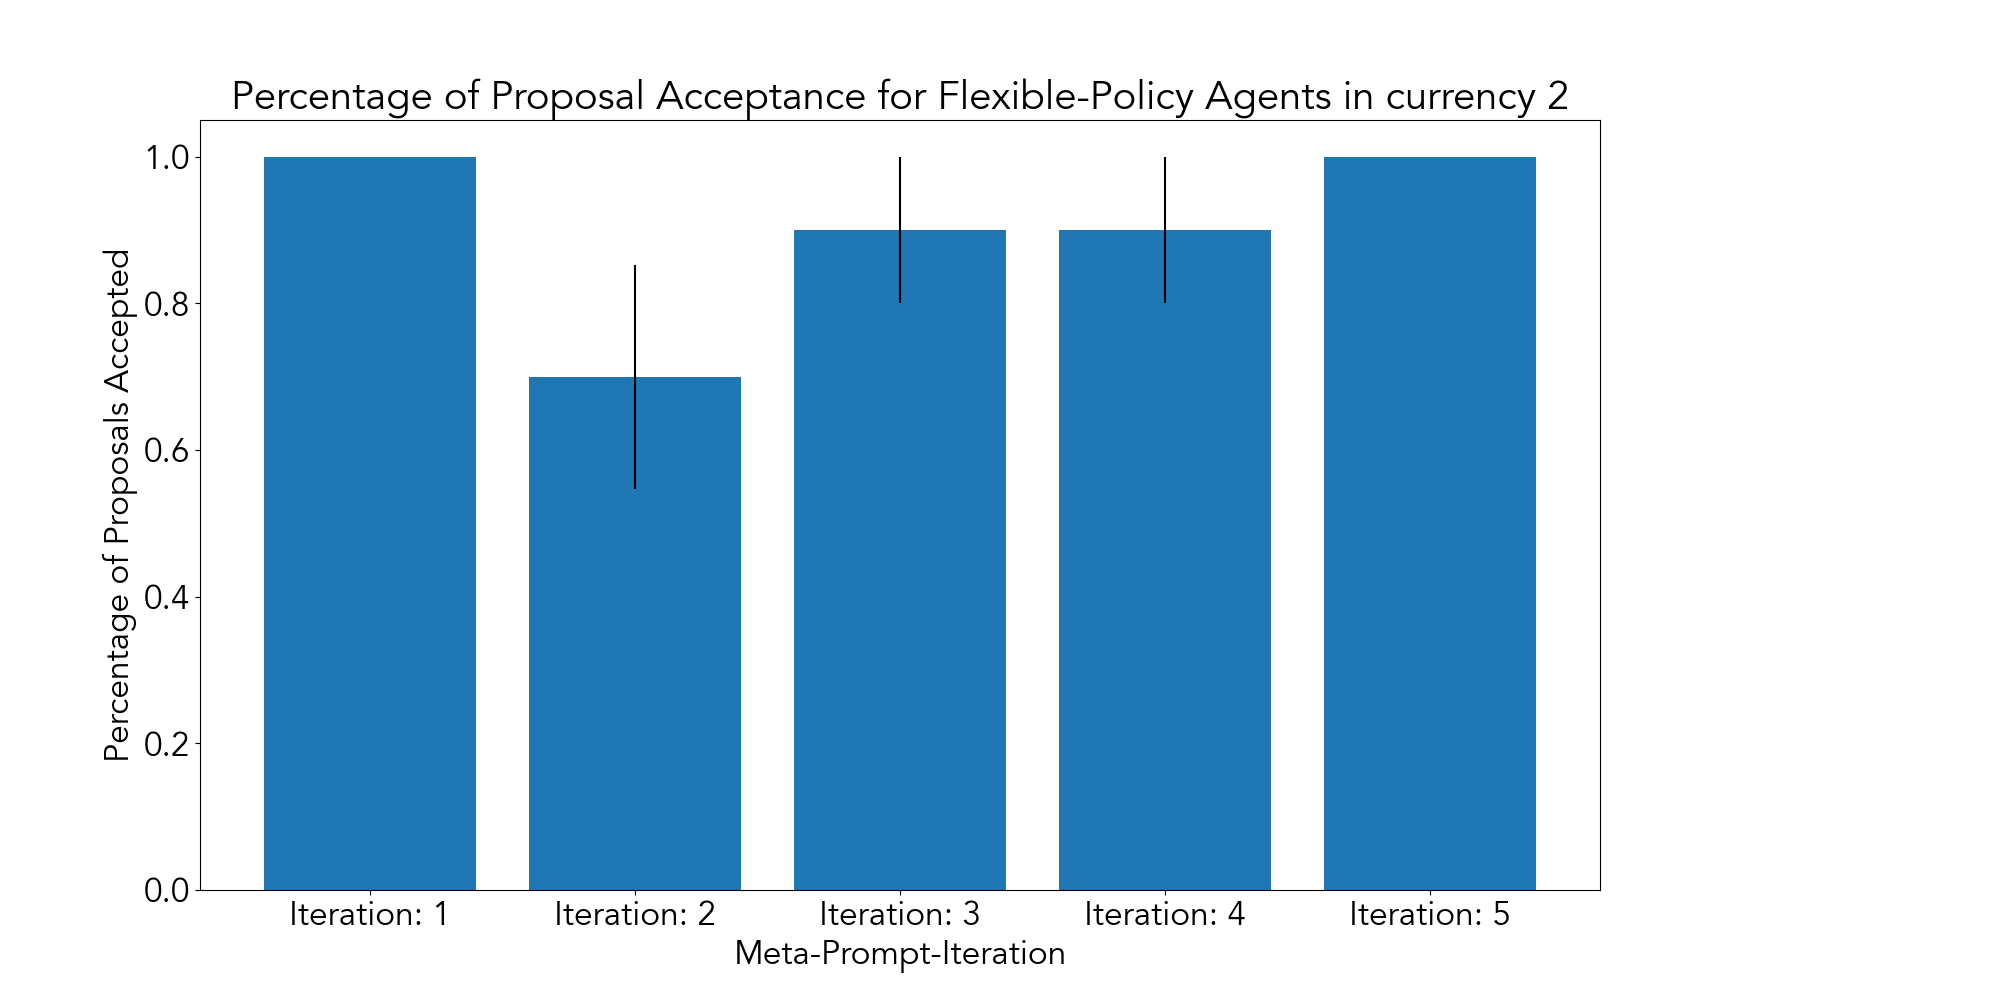 Percentage of Proposal Acceptance for Flexible-Policy Agents in currency 2
Percentage of Proposals Accepted
1.0
0.8
0.6
0.4
0.2
0.0
Iteration: 1
Iteration: 2
Iteration: 3
Iteration: 4
Iteration: 5
Meta-Prompt-Iteration